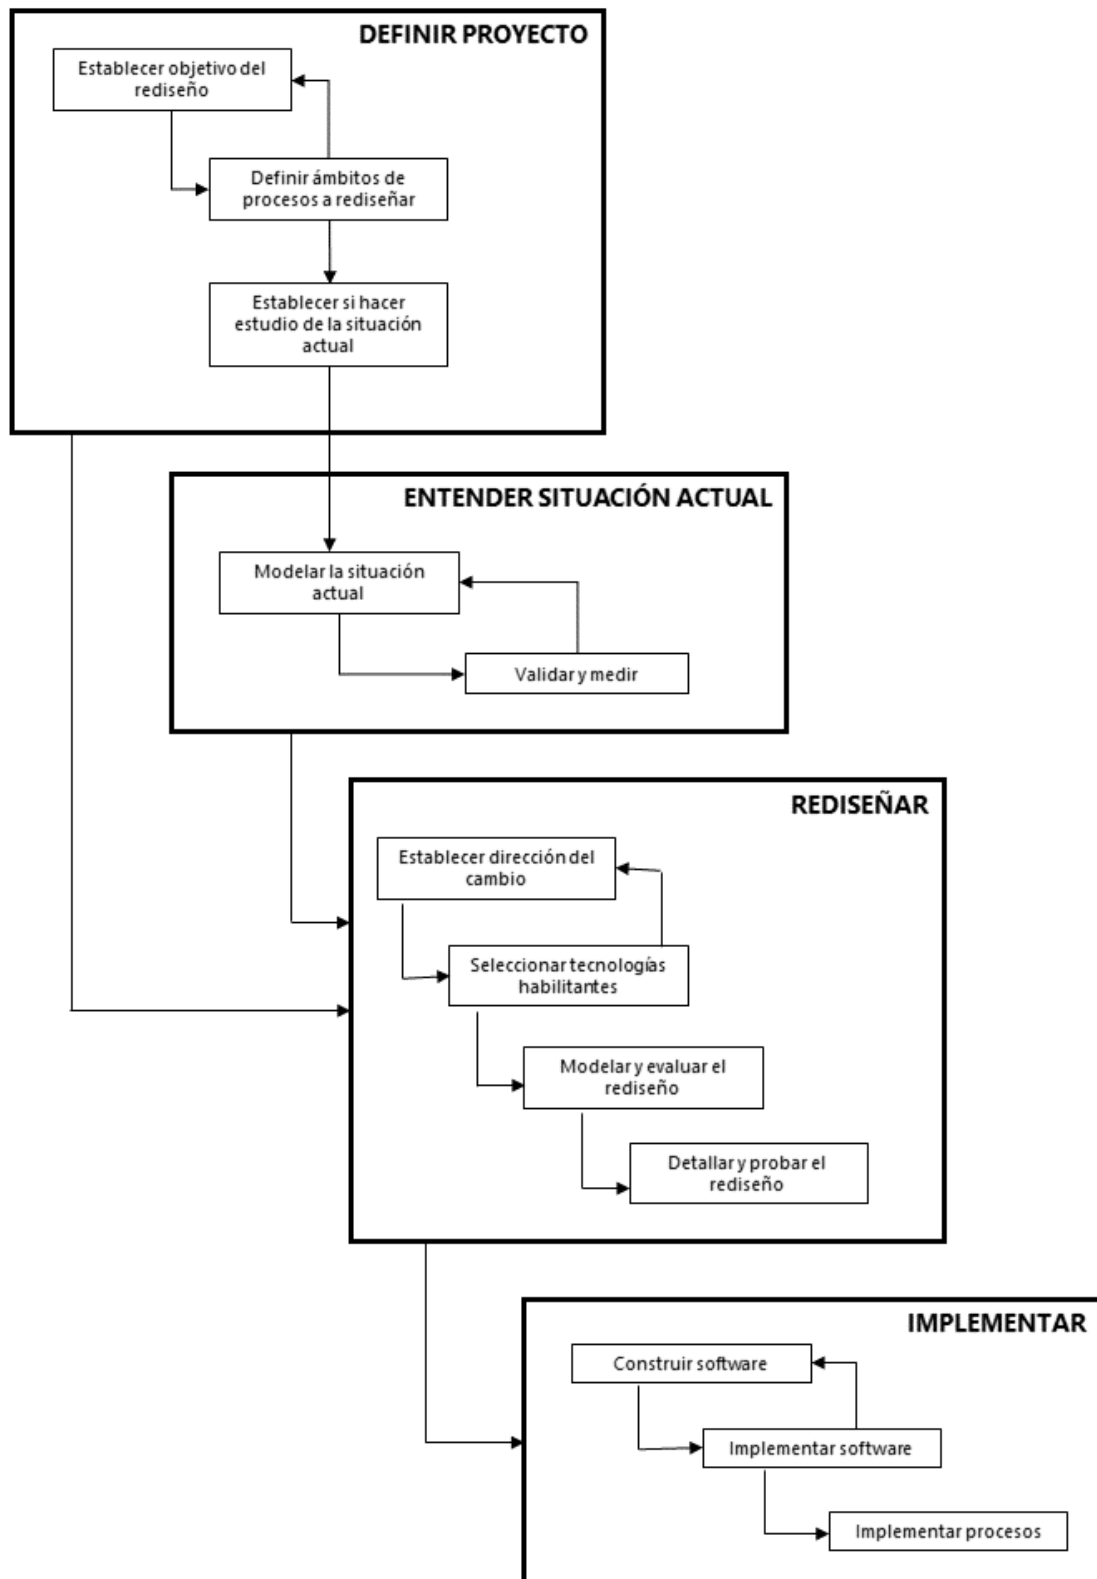 DEFINIR PROYECTO
Establecer objetivo del
rediseño
Definir ámbitos de
procesos a rediseñar
Establecer si hacer
estudio de la situación
actual
ENTENDER SITUACIÓN ACTUAL
Modelar la situación
actual
Validar y medir
REDISEÑAR
Establecer dirección del
cambio
Seleccionar tecnologías
habilitantes
Modelar y evaluar el
rediseño
Detallar y probar el
rediseño
IMPLEMENTAR
Construir software
Implementar software
Implementar procesos